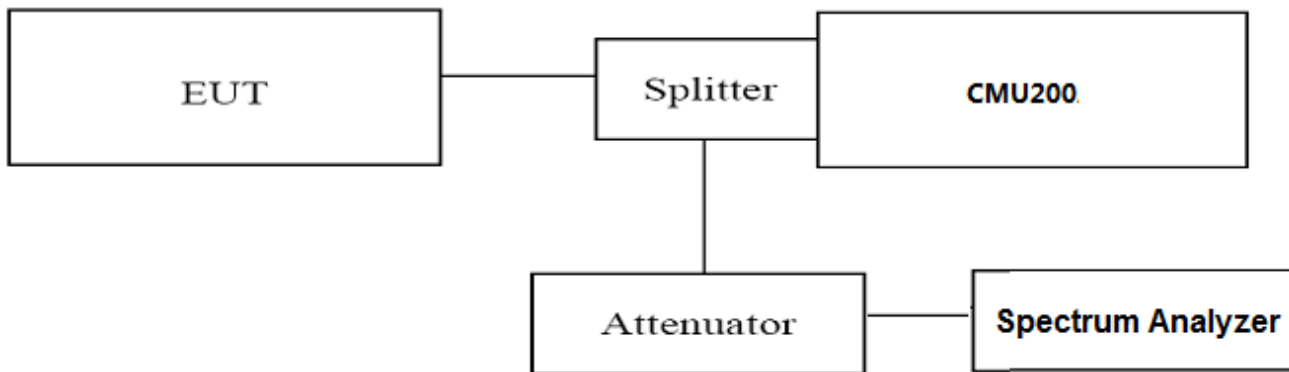 EUT
Splitter
CMU200.
Attenuator
Spectrum Analyzer